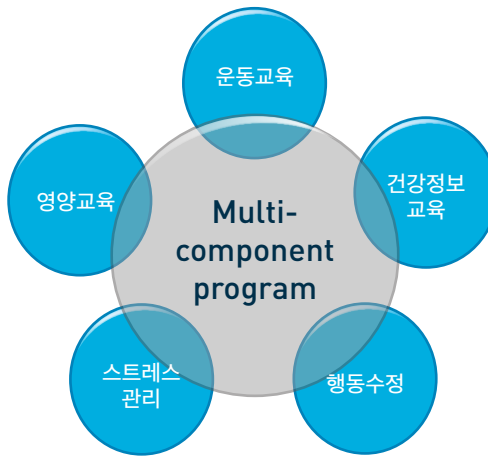 운동교육
영양교육
건강정보
교육
Multi-
component
program
스트레스
관리
행동수정